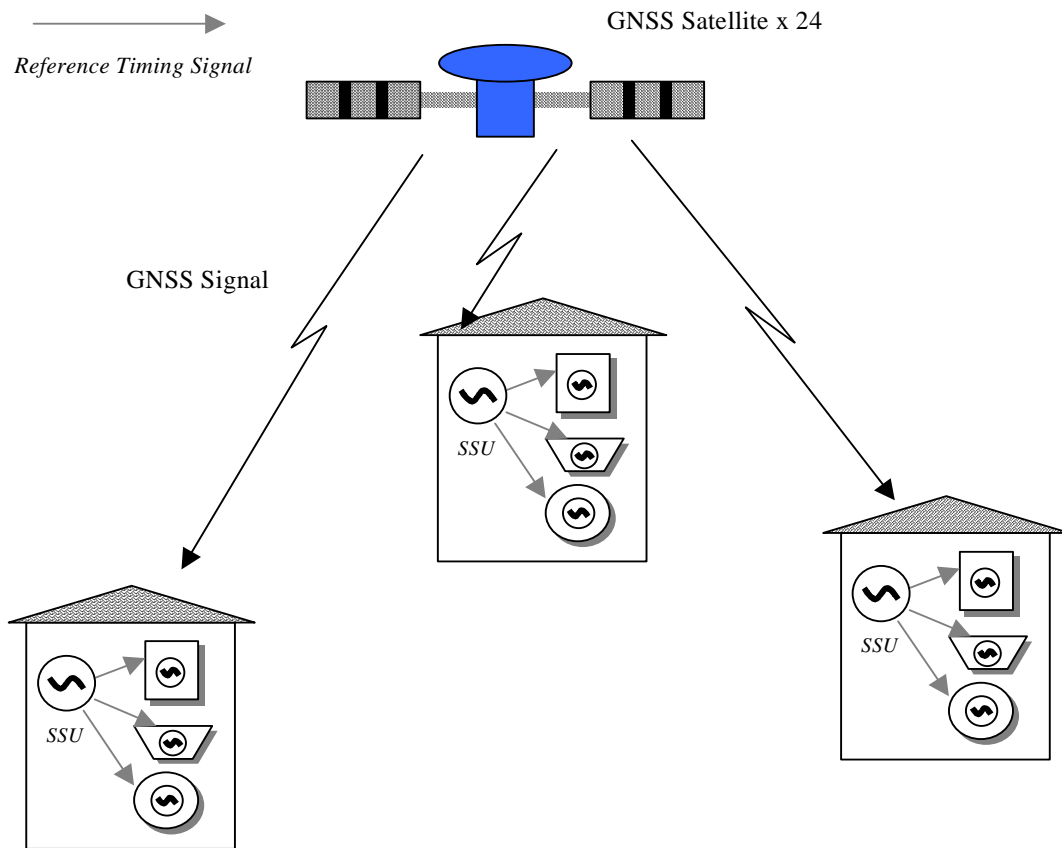 GNSS Satellite x 24
Reference Timing Signal
GNSS Signal
SSU
SSU
SSU